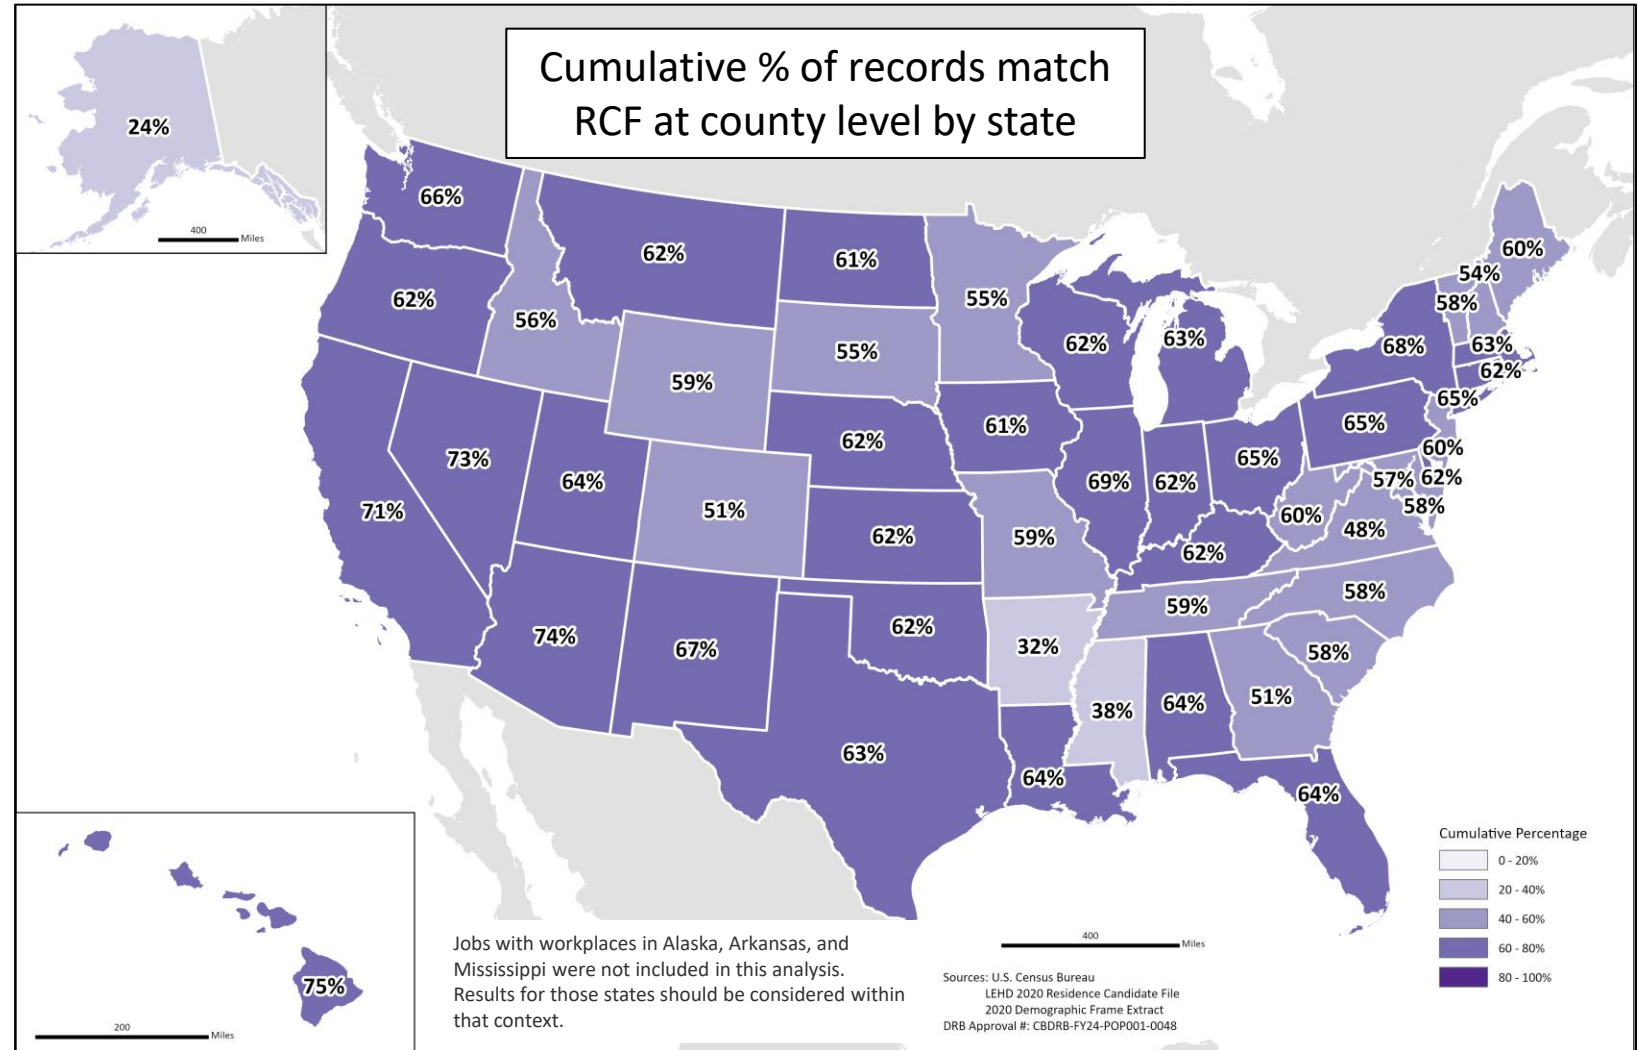 Cumulative % of records match
RCF at county level by state
24%
400
Miles
66%
62%
61%
55%
60%
54%
58%
62%
56%
55%
62%
63%
68%
63%
62%
59%
65%
62%
61%
65%
60%
73%
64%
69%
62%
65%
57%
62%
71%
51%
58%
60%
48%
62%
59%
62%
58%
59%
74%
67%
62%
32%
58%
38%
64%
51%
63%
64%
64%
75%
200
Miles
Jobs with workplaces in Alaska, Arkansas, and
Mississippi were not included in this analysis.
Results for those states should be considered within
that context.
400
Miles
Sources: U.S. Census Bureau
LEHD 2020 Residence Candidate File
2020 Demographic Frame Extract
DRB Approval #: CBDRB-FY24-POP001-0048
Cumulative Percentage
0 - 20%
20 - 40%
40 - 60%
60 - 80%
80 - 100%